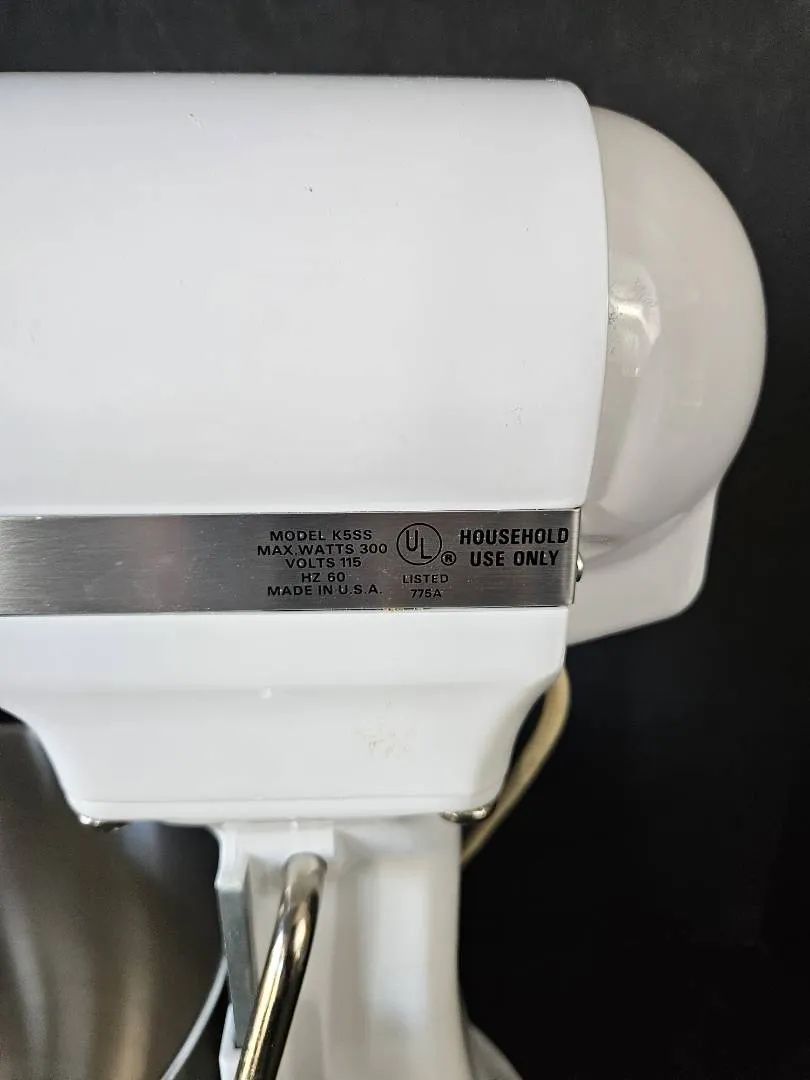 MODEL K5SS
MAX.WATTS 300
VOLTS 115
HZ 60
MADE IN U.S.A.
UL ®
LISTED
775A
HOUSEHOLD
USE ONLY